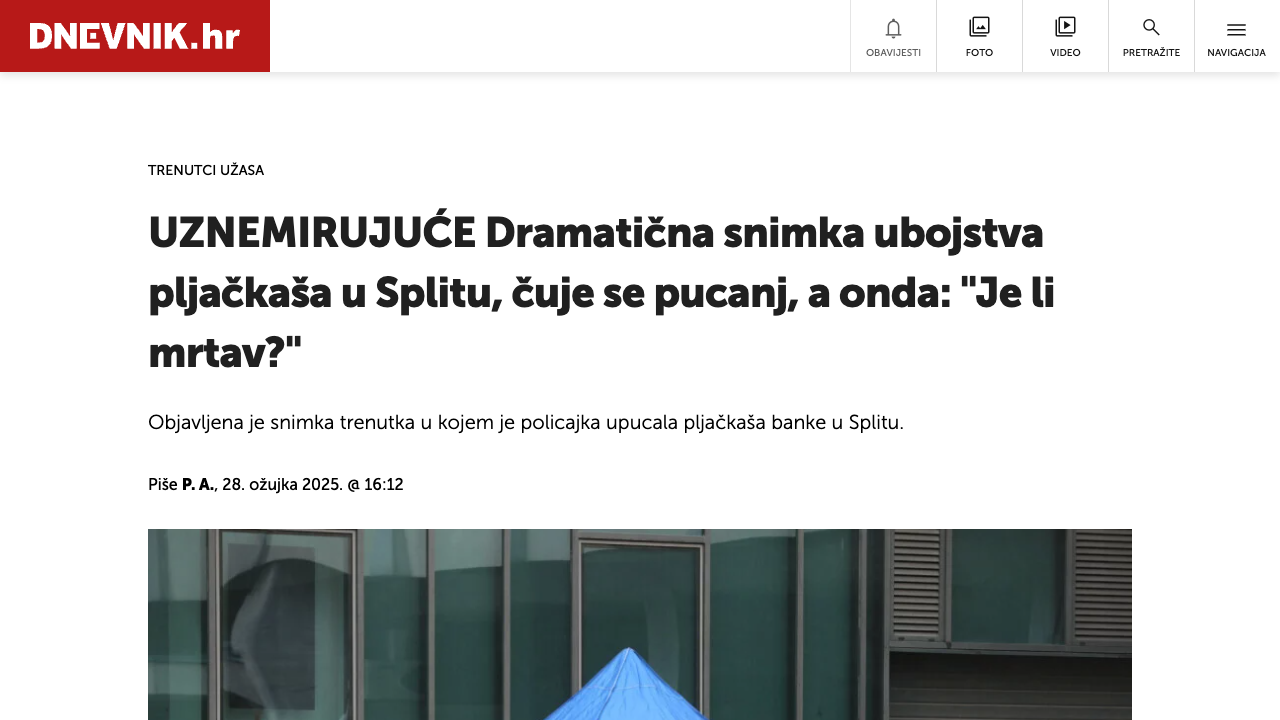 DNEVNIK.hr
OBAVIJESTI
FOTO
VIDEO
PRETRAŽITE
NAVIGACIJA
TRENUTCI UŽASA
UZNEMIRUJUĆE Dramatična snimka ubojstva
pljačkaša u Splitu, čuje se pucanj, a onda: "Je li
mrtav?"
Objavljena je snimka trenutka u kojem je policajka upucala pljačkaša banke u Splitu.
Piše P. A., 28. ožujka 2025. @ 16:12